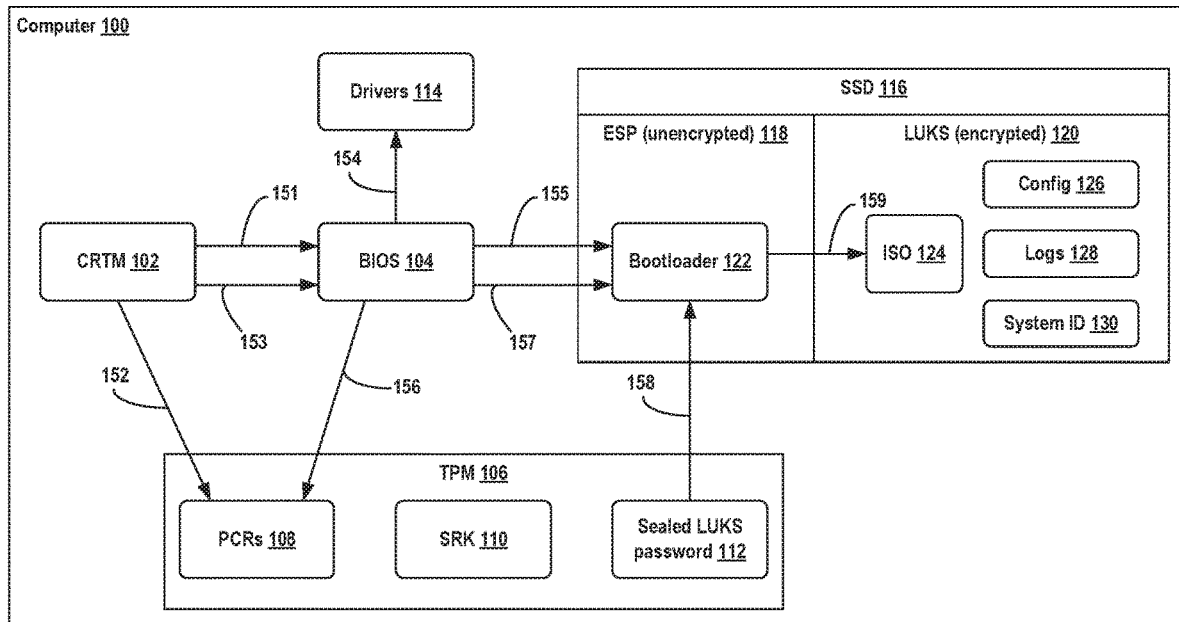 Computer 100
Drivers 114
SSD 116
ESP (unencrypted) 118
LUKS (encrypted) 120
154
Config 126
151
155
159
CRTM 102
BIOS 104
Bootloader 122
ISO 124
Logs 128
153
157
System ID 130
152
156
158
TPM 106
PCRs 108
SRK 110
Sealed LUKS
password 112